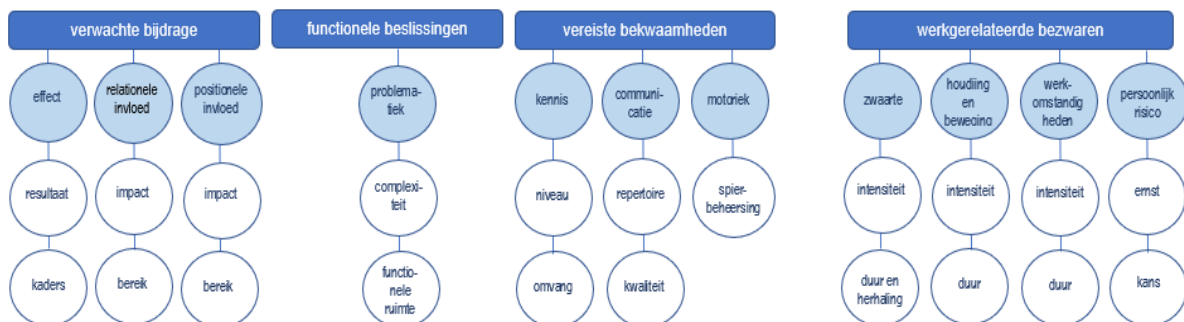 verwachte bijdrage
functionele beslissingen
vereiste bekwaamheden
werkgerelateerde bezwaren
effect
relationele
invloed
positionele
invloed
problema-
tiek
kennis
communi-
catie
motoriek
zwaarte
houdiing
en
beweging
werk-
omstandig
heden
persoonlijk
risico
resultaat
impact
impact
complexi-
teit
niveau
repertoire
spier-
beheersing
intensiteit
intensiteit
intensiteit
ernst
kaders
bereik
bereik
functio-
nele
ruimte
omvang
kwaliteit
duur en
herhaling
duur
duur
kans